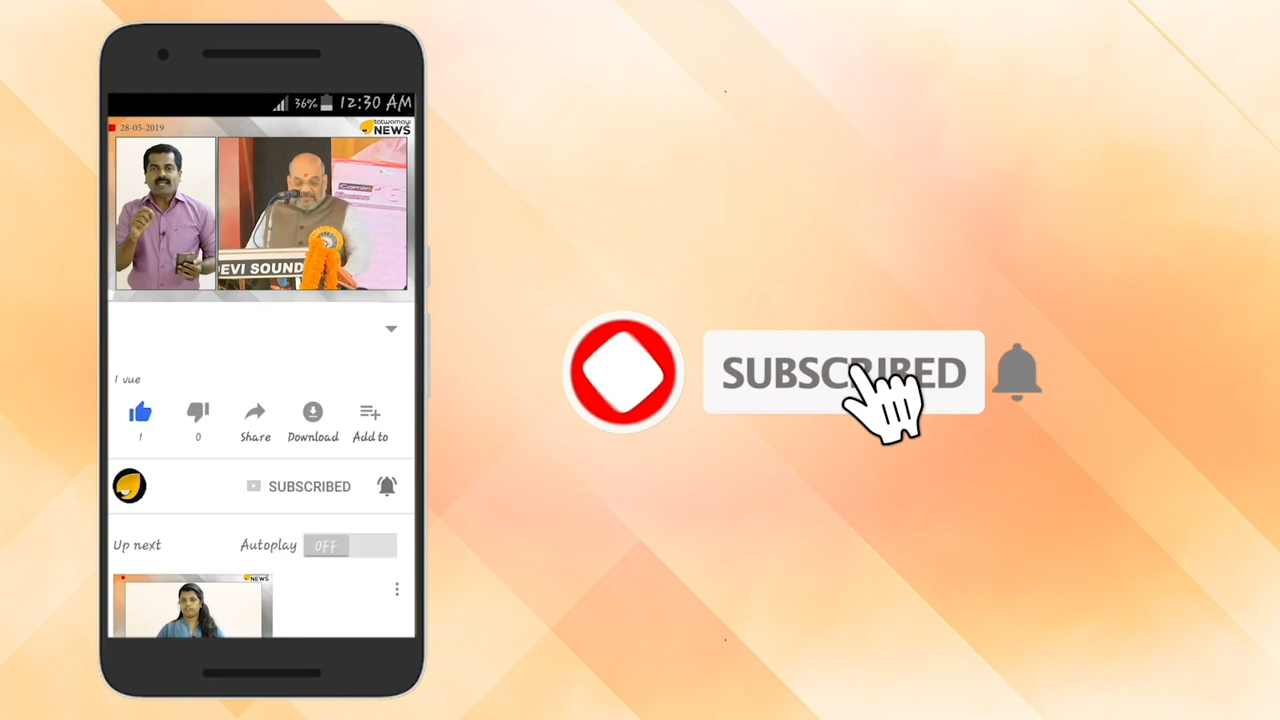 36% 12:30 AM
28-05-2019
tatwamayi
NEWS
DEVI SOUND
1 vue
1
0
Share
Download
Add to
SUBSCRIBED
Up next
Autoplay
OFF
NEWS
SUBSCRIBED